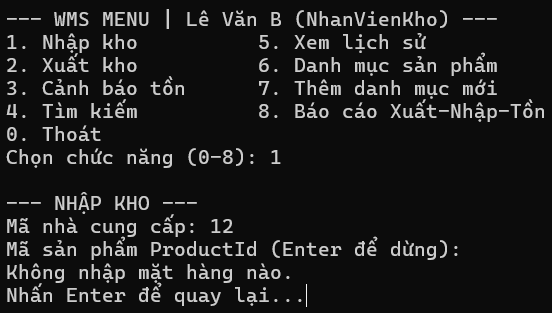 --- WMS MENU | Lê Văn B (NhanVienKho) ---
1. Nhập kho 5. Xem lịch sử
2. Xuất kho 6. Danh mục sản phẩm
3. Cảnh báo tồn 7. Thêm danh mục mới
4. Tìm kiếm 8. Báo cáo Xuất-Nhập-Tồn
0. Thoát
Chọn chức năng (0-8): 1
--- NHẬP KHO ---
Mã nhà cung cấp: 12
Mã sản phẩm ProductId (Enter để dừng):
Không nhập mặt hàng nào.
Nhấn Enter để quay lại...